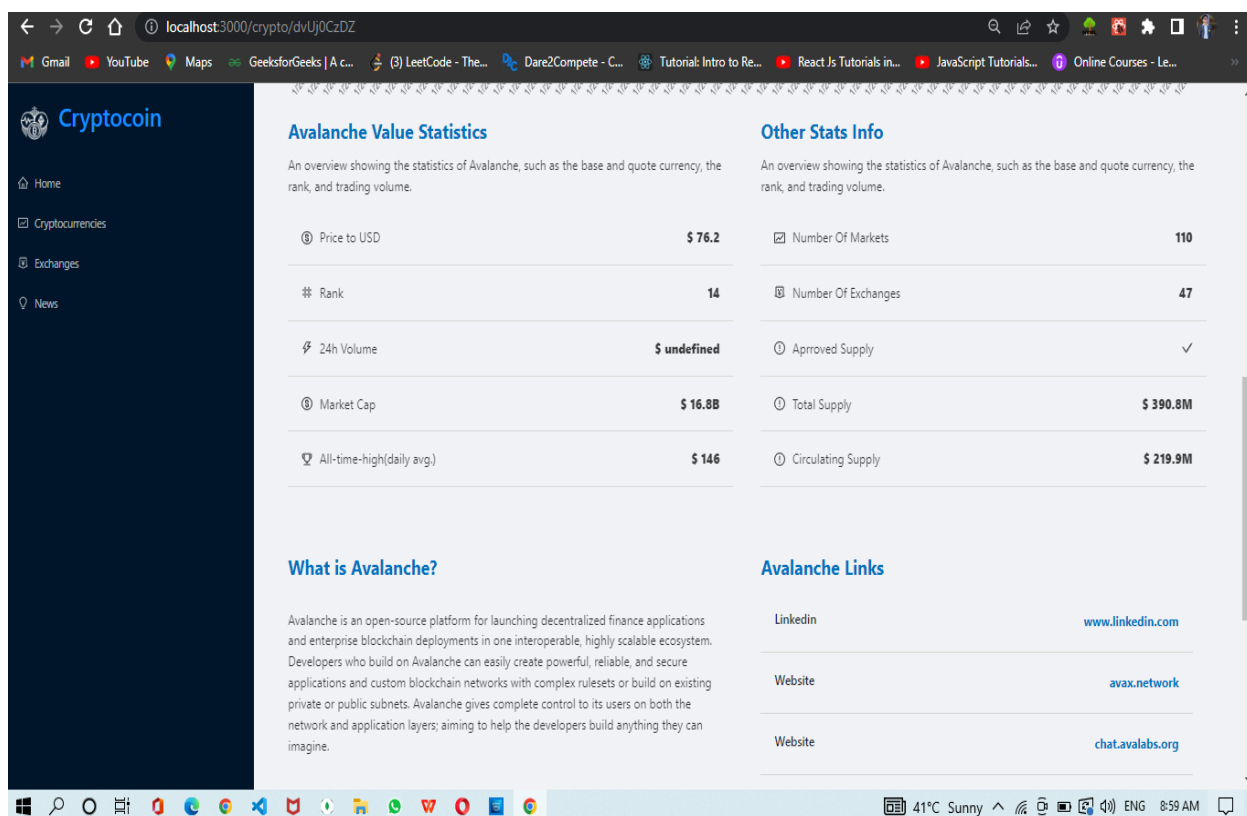 localhost:3000/crypto/dvUj0CzDZ
Gmail YouTube Maps GeeksforGeeks | A c... (3) LeetCode - The... Dare2Compete - C... Tutorial: Intro to Re... React Js Tutorials in... JavaScript Tutorials... Online Courses - Le... »
Cryptocoin
Home
Cryptocurrencies
Exchanges
News
Avalanche Value Statistics
An overview showing the statistics of Avalanche, such as the base and quote currency, the
rank, and trading volume.
Price to USD $ 76.2
# Rank 14
24h Volume $ undefined
Market Cap $ 16.8B
All-time-high(daily avg.) $ 146
Other Stats Info
An overview showing the statistics of Avalanche, such as the base and quote currency, the
rank, and trading volume.
Number Of Markets 110
Number Of Exchanges 47
Aprroved Supply ✓
Total Supply $ 390.8M
Circulating Supply $ 219.9M
What is Avalanche?
Avalanche is an open-source platform for launching decentralized finance applications
and enterprise blockchain deployments in one interoperable, highly scalable ecosystem.
Developers who build on Avalanche can easily create powerful, reliable, and secure
applications and custom blockchain networks with complex rulesets or build on existing
private or public subnets. Avalanche gives complete control to its users on both the
network and application layers; aiming to help the developers build anything they can
imagine.
Avalanche Links
Linkedin www.linkedin.com
Website avax.network
Website chat.avalabs.org
41°C Sunny ENG 8:59 AM